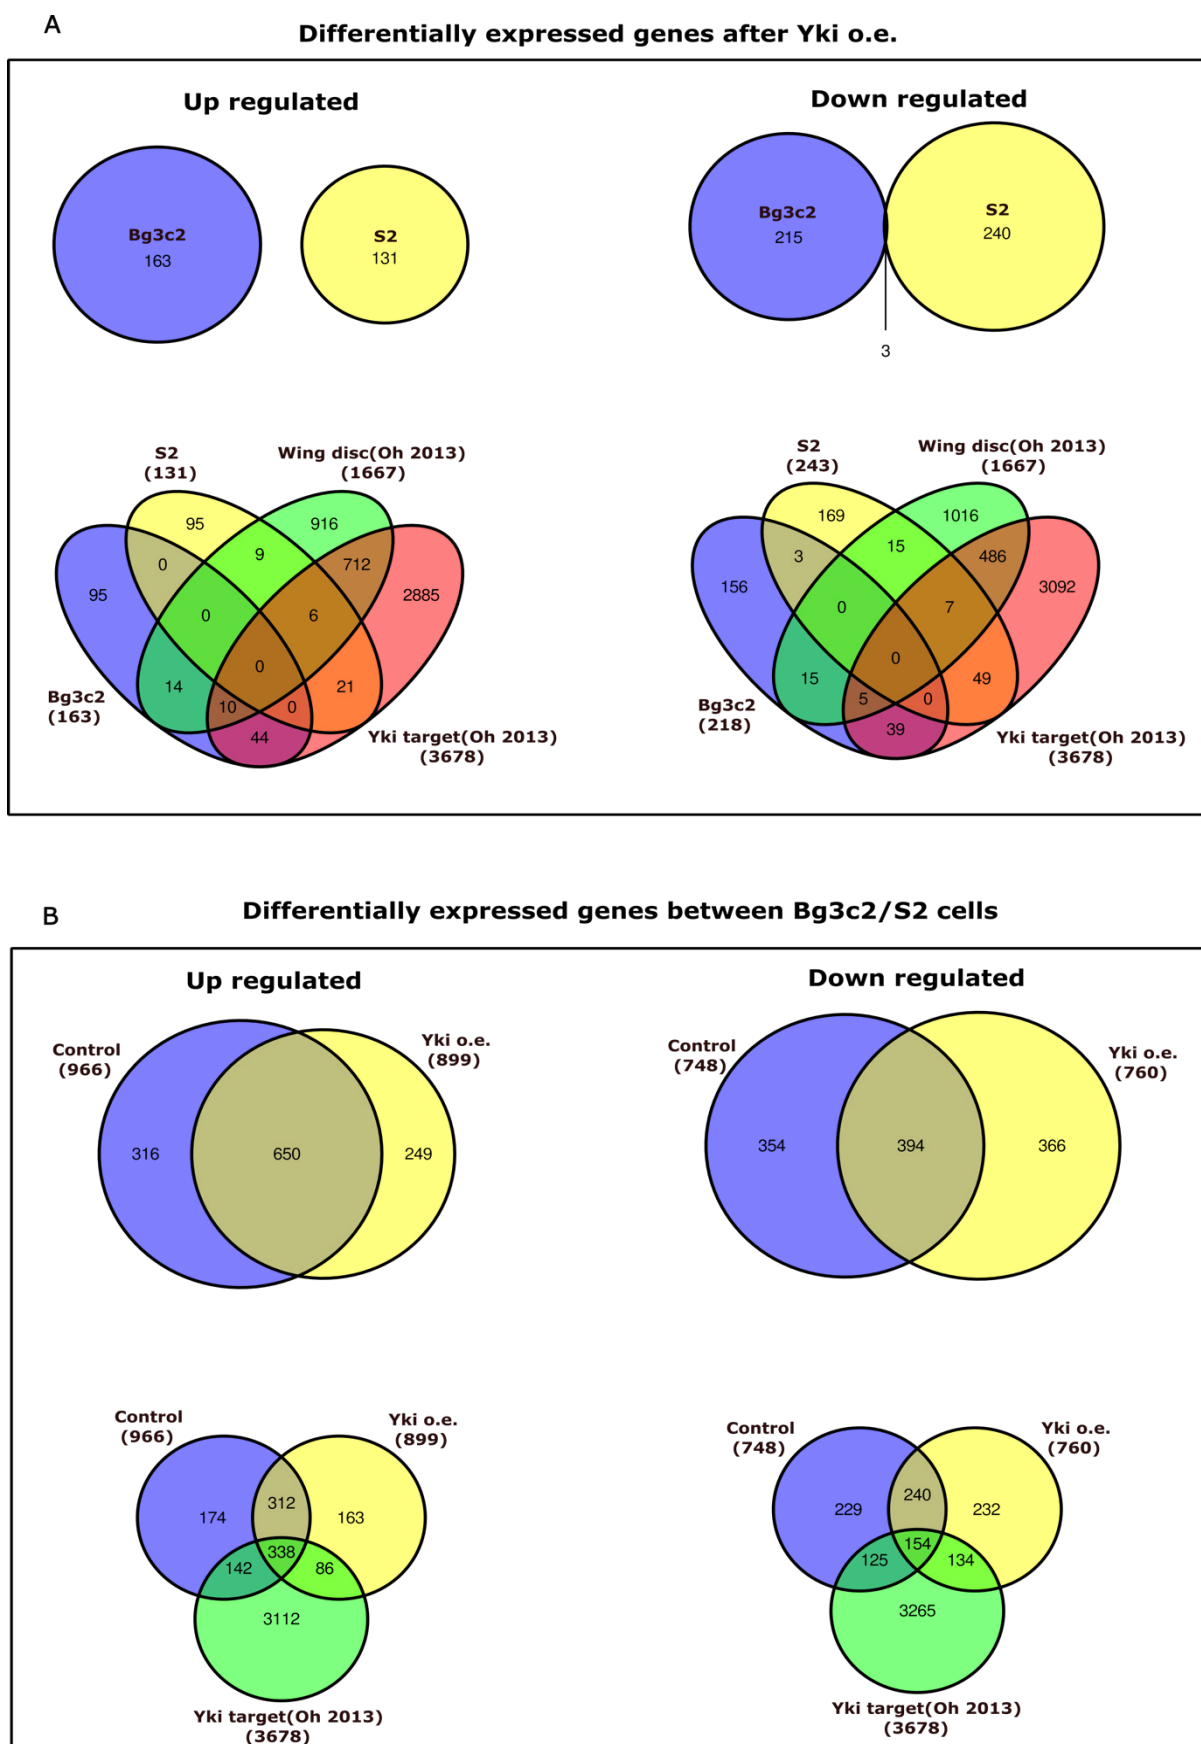 A
Differentially expressed genes after Yki o.e.
Up regulated
Down regulated
Bg3c2
163
S2
131
Bg3c2
215
S2
240
3
S2
(131)
Wing disc(Oh 2013)
(1667)
95
916
9
0
712
95
2885
0
6
0
14
21
10
0
44
Bg3c2
(163)
Yki target(Oh 2013)
(3678)
S2
(243)
Wing disc(Oh 2013)
(1667)
169
1016
15
3
486
156
3092
0
7
0
15
49
5
0
39
Bg3c2
(218)
Yki target(Oh 2013)
(3678)
B
Differentially expressed genes between Bg3c2/S2 cells
Up regulated
Down regulated
Control
(966)
Yki o.e.
(899)
316
650
249
Control
(748)
Yki o.e.
(760)
354
394
366
Control
(966)
Yki o.e.
(899)
312
174
163
338
142
86
3112
Yki target(Oh 2013)
(3678)
Control
(748)
Yki o.e.
(760)
240
229
232
154
125
134
3265
Yki target(Oh 2013)
(3678)